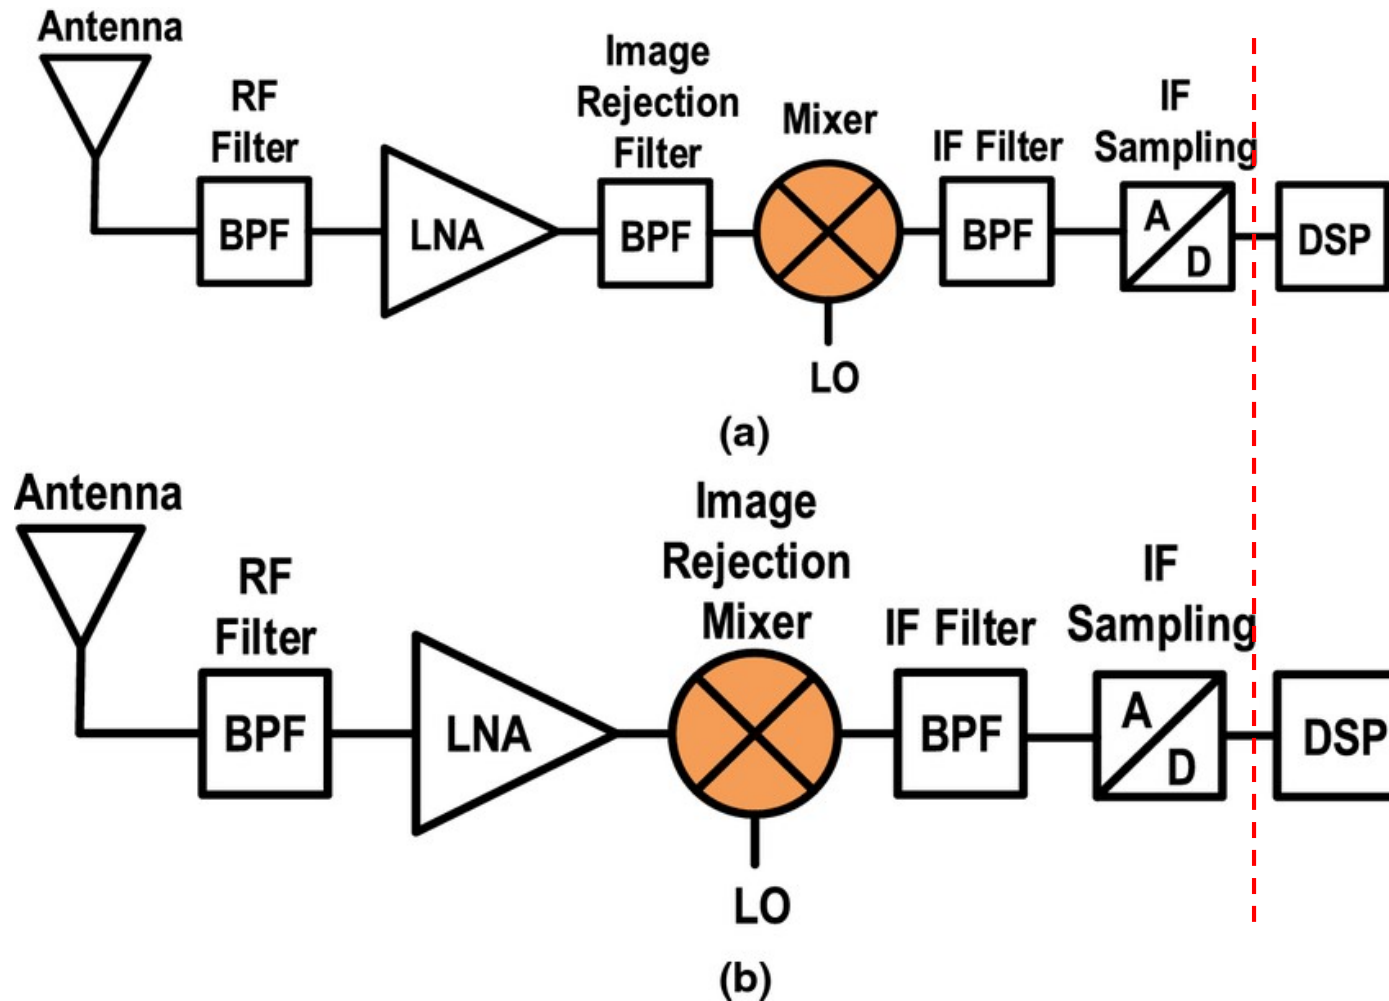 Antenna
RF
Filter
BPF
LNA
Image
Rejection
Filter
BPF
Mixer
LO
IF Filter
BPF
IF
Sampling
A
D
DSP
(a)
Antenna
RF
Filter
BPF
LNA
Image
Rejection
Mixer
LO
IF Filter
BPF
IF
Sampling
A
D
DSP
(b)